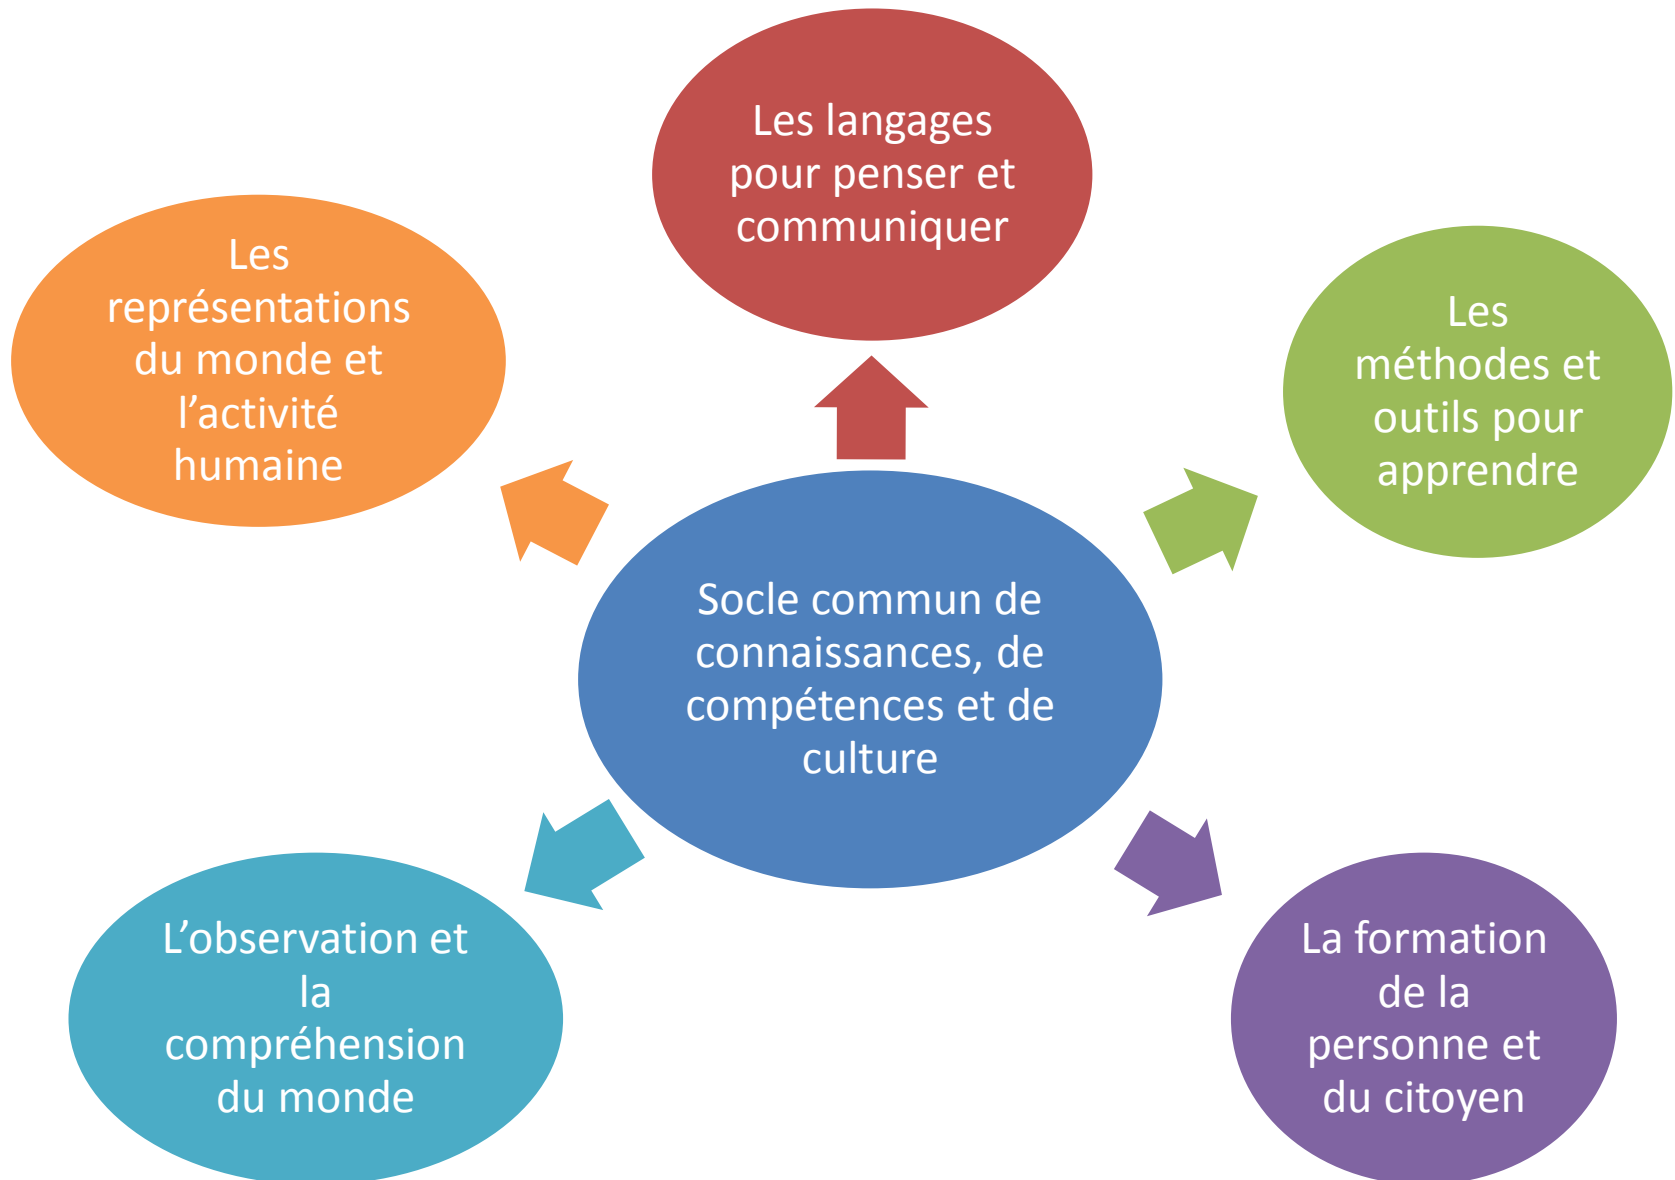 Les langages
pour penser et
communiquer
Les
représentations
du monde et
l’activité
humaine
Les
méthodes et
outils pour
apprendre
Socle commun de
connaissances, de
compétences et de
culture
L’observation et
la
compréhension
du monde
La formation
de la
personne et
du citoyen